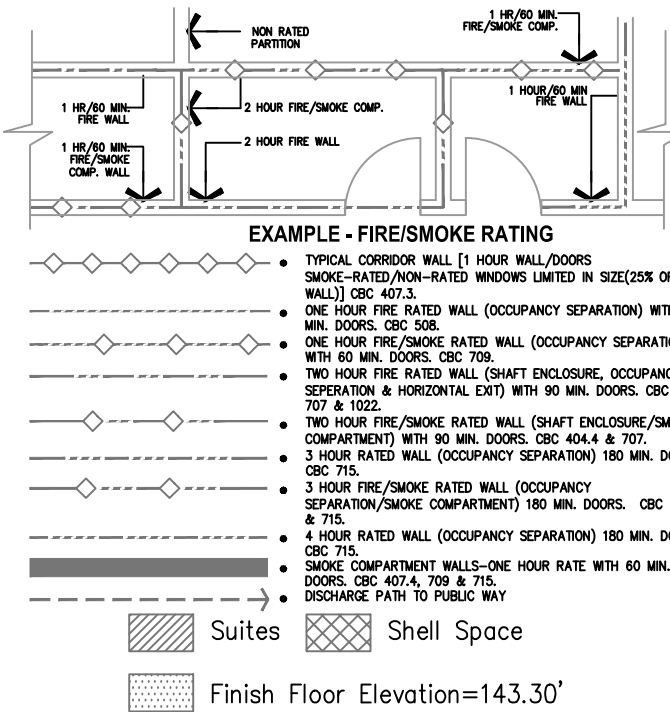 NON RATED
PARTITION
1 HR/60 MIN.
FIRE/SMOKE COMP.
1 HR/60 MIN.
FIRE WALL
2 HOUR FIRE/SMOKE COMP.
1 HOUR/60 MIN
FIRE WALL
1 HR/60 MIN.
FIRE/SMOKE
COMP. WALL
2 HOUR FIRE WALL
EXAMPLE - FIRE/SMOKE RATING
TYPICAL CORRIDOR WALL [1 HOUR WALL/DOORS
SMOKE-RATED/NON-RATED WINDOWS LIMITED IN SIZE(25% OF
WALL)] CBC 407.3.
ONE HOUR FIRE RATED WALL (OCCUPANCY SEPARATION) WITH
MIN. DOORS. CBC 508.
ONE HOUR FIRE/SMOKE RATED WALL (OCCUPANCY SEPARATIO
WITH 60 MIN. DOORS. CBC 709.
TWO HOUR FIRE RATED WALL (SHAFT ENCLOSURE, OCCUPANC
SEPERATION & HORIZONTAL EXIT) WITH 90 MIN. DOORS. CBC
707 & 1022.
TWO HOUR FIRE/SMOKE RATED WALL (SHAFT ENCLOSURE/SM
COMPARTMENT) WITH 90 MIN. DOORS. CBC 404.4 & 707.
3 HOUR RATED WALL (OCCUPANCY SEPARATION) 180 MIN. DO
CBC 715.
3 HOUR FIRE/SMOKE RATED WALL (OCCUPANCY
SEPARATION/SMOKE COMPARTMENT) 180 MIN. DOORS. CBC
& 715.
4 HOUR RATED WALL (OCCUPANCY SEPARATION) 180 MIN. DO
CBC 715.
SMOKE COMPARTMENT WALLS-ONE HOUR RATE WITH 60 MIN.
DOORS. CBC 407.4, 709 & 715.
DISCHARGE PATH TO PUBLIC WAY
Suites
Shell Space
Finish Floor Elevation=143.30'